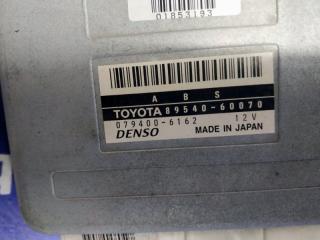 01853193
A B S
TOYOTA 89540-60070
079400-6162 12V
DENSO MADE IN JAPAN